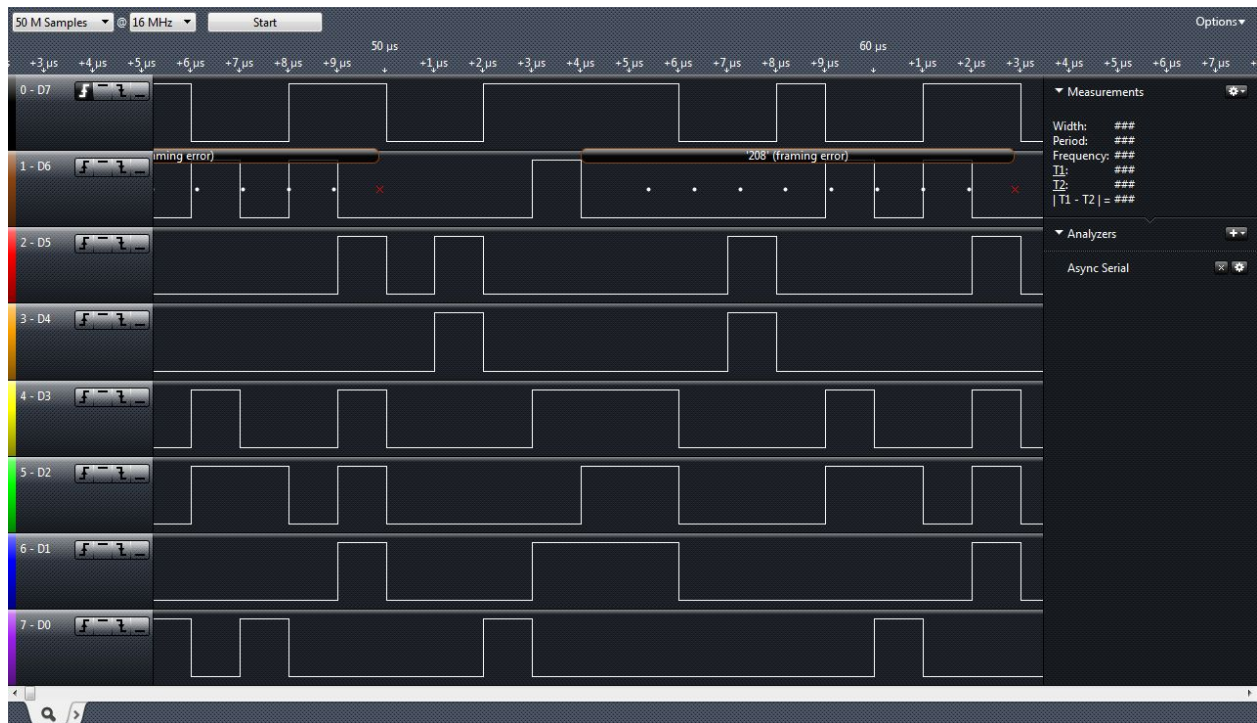 50 M Samples @ 16 MHz Start Options
50 µs 60 µs
+3 µs +4 µs +5 µs +6 µs +7 µs +8 µs +9 µs +1 µs +2 µs +3 µs +4 µs +5 µs +6 µs +7 µs +8 µs +9 µs +1 µs +2 µs +3 µs +4 µs +5 µs +6 µs +7 µs
0 - D7
Measurements
Width: ###
Period: ###
Frequency: ###
T1: ###
T2: ###
| T1 - T2 | = ###
1 - D6
ming error)
'208' (framing error)
2 - D5
Analyzers
Async Serial
3 - D4
4 - D3
5 - D2
6 - D1
7 - D0